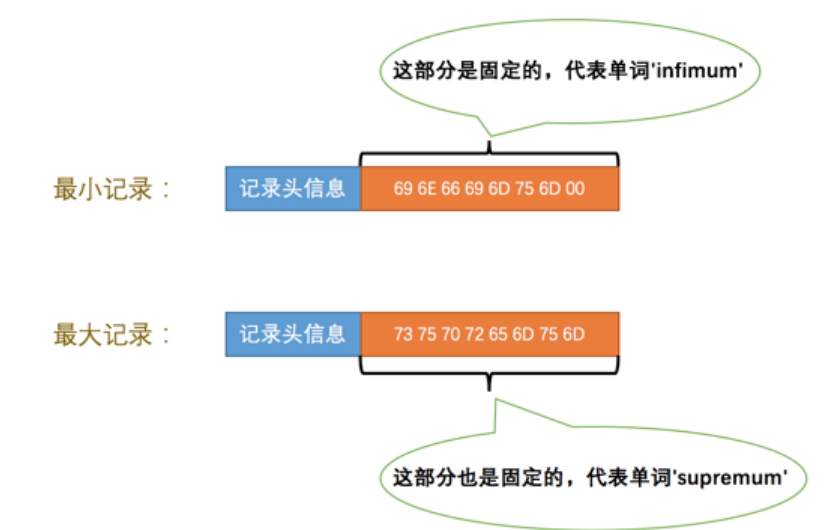 这部分是固定的，代表单词'infimum'
最小记录：
记录头信息
69 6E 66 69 6D 75 6D 00
最大记录：
记录头信息
73 75 70 72 65 6D 75 6D
这部分也是固定的，代表单词'supremum'